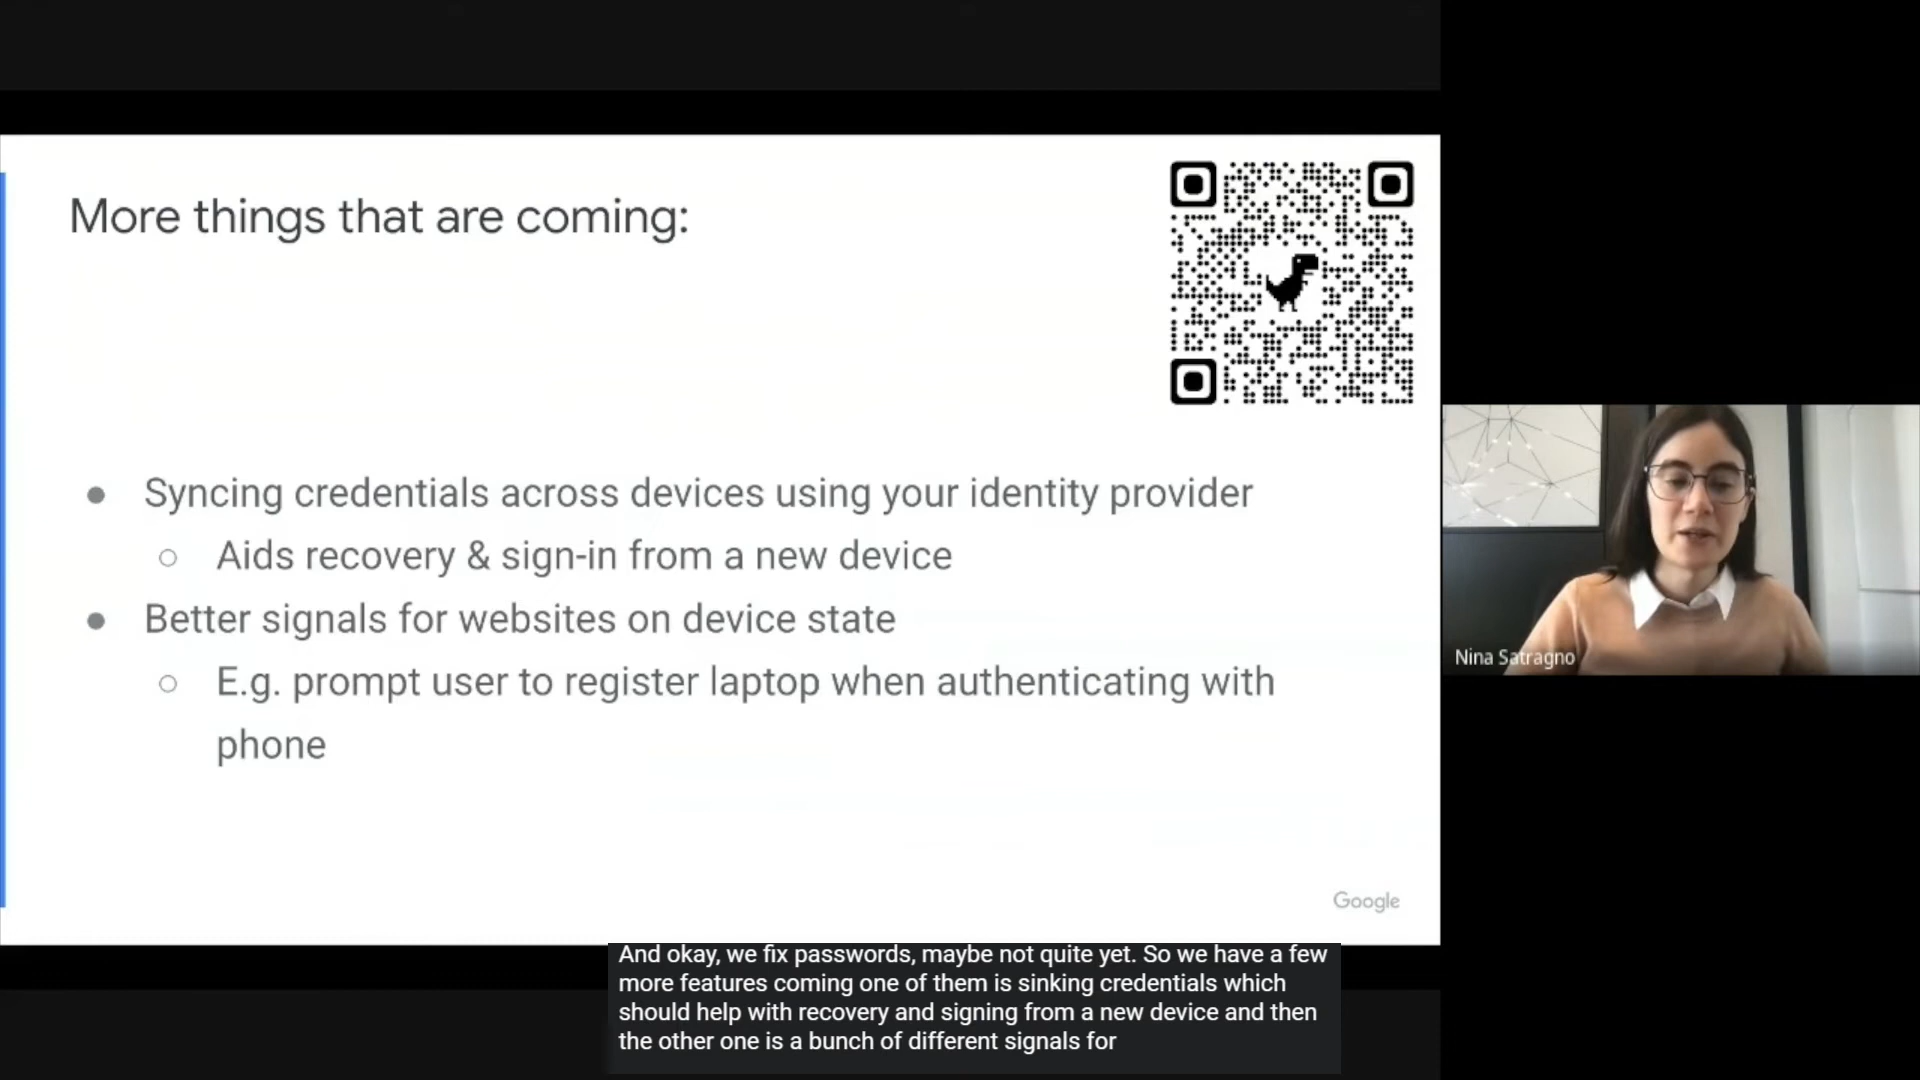 More things that are coming:
Syncing credentials across devices using your identity provider
Aids recovery & sign-in from a new device
Better signals for websites on device state
E.g. prompt user to register laptop when authenticating with
phone
Google
Nina Satragno
And okay, we fix passwords, maybe not quite yet. So we have a few
more features coming one of them is sinking credentials which
should help with recovery and signing from a new device and then
the other one is a bunch of different signals for